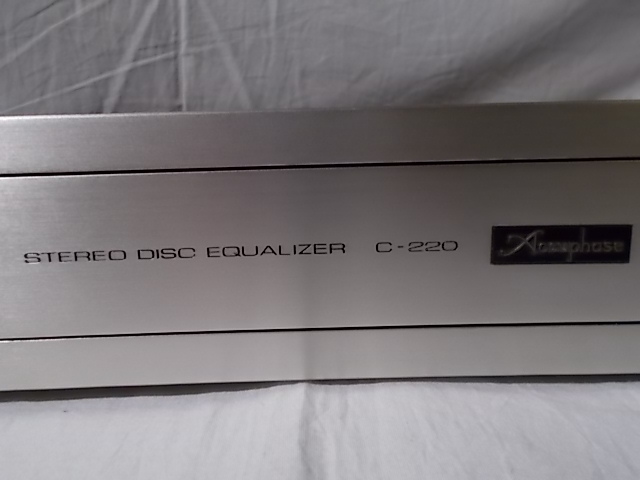 STEREO DISC EQUALIZER C-220 Accuphase